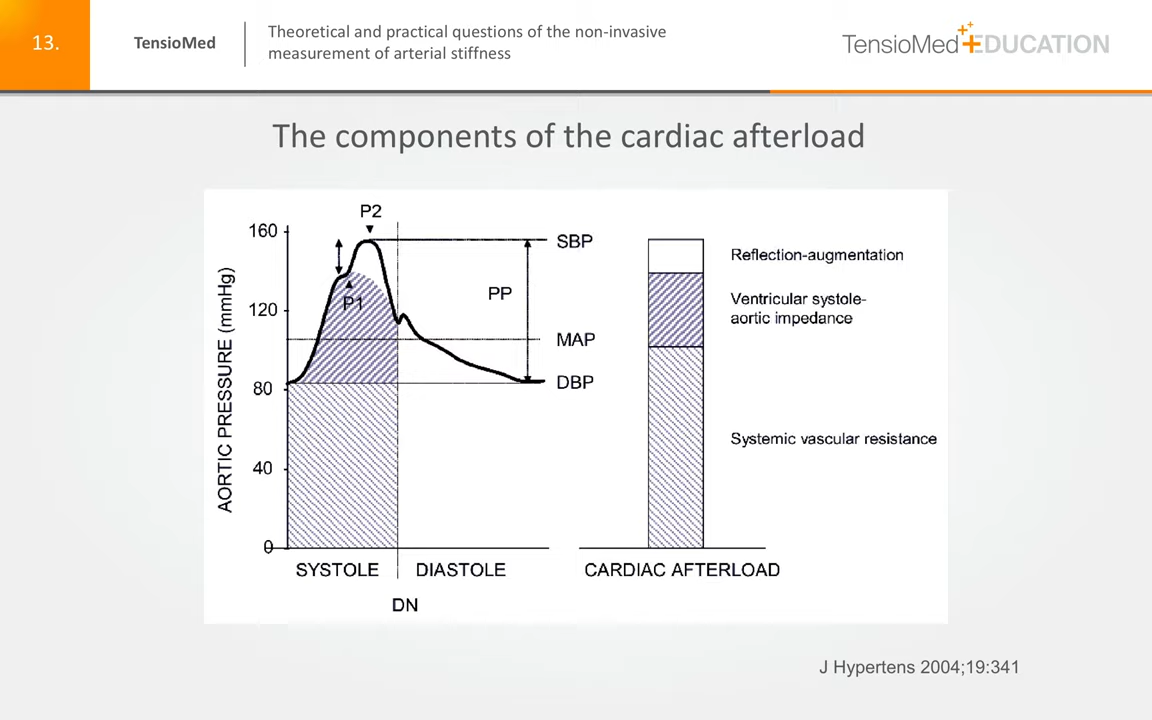 13.
TensioMed
Theoretical and practical questions of the non-invasive
measurement of arterial stiffness
TensioMed EDUCATION
The components of the cardiac afterload
AORTIC PRESSURE (mmHg)
160
120
80
40
0
P2
P1
PP
SBP
MAP
DBP
SYSTOLE
DIASTOLE
DN
Reflection-augmentation
Ventricular systole-
aortic impedance
Systemic vascular resistance
CARDIAC AFTERLOAD
J Hypertens 2004;19:341